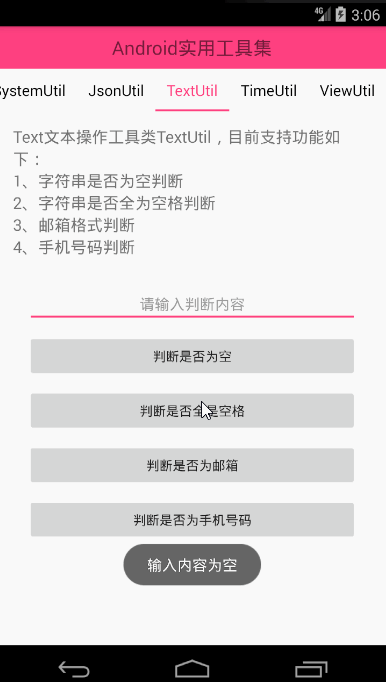 4G 3:06
Android实用工具集
SystemUtil JsonUtil TextUtil TimeUtil ViewUtil
Text文本操作工具类TextUtil，目前支持功能如
下：
1、字符串是否为空判断
2、字符串是否全为空格判断
3、邮箱格式判断
4、手机号码判断
请输入判断内容
判断是否为空
判断是否全是空格
判断是否为邮箱
判断是否为手机号码
输入内容为空